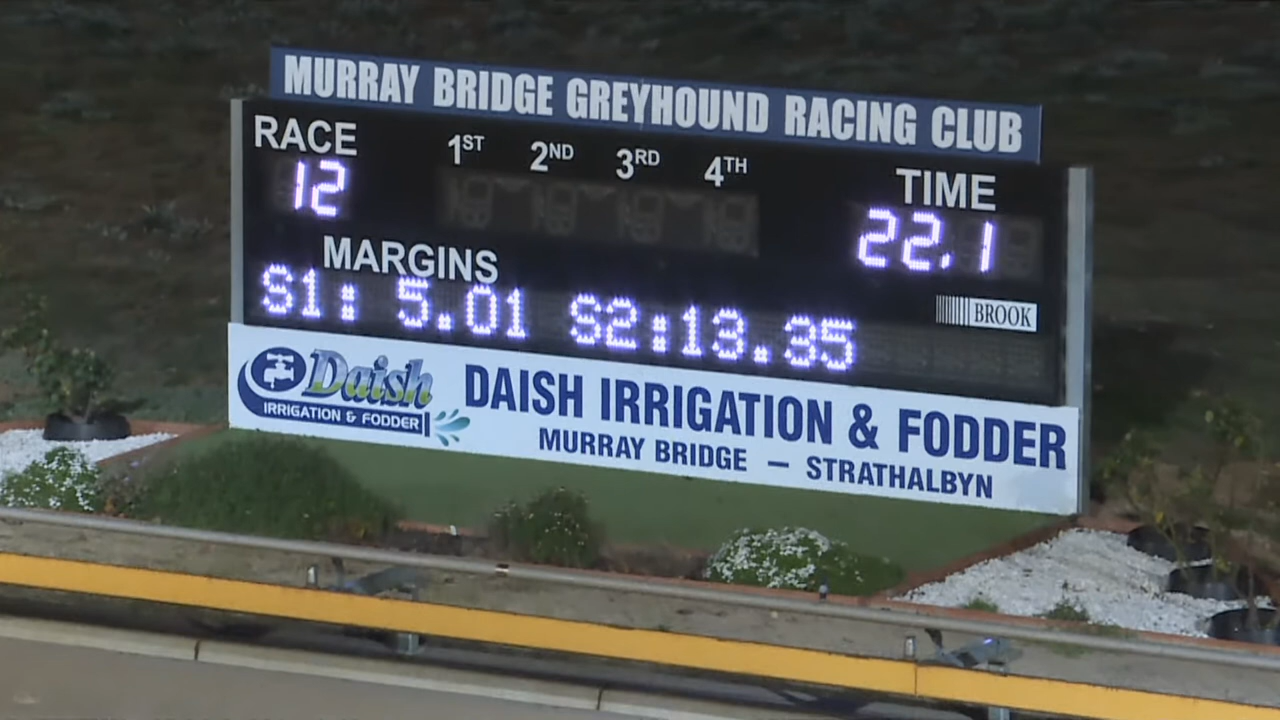 MURRAY BRIDGE GREYHOUND RACING CLUB
RACE 1ST 2ND 3RD 4TH TIME
12 22.1
MARGINS
S1: 5.01 S2:13.35
BROOK
Daish
IRRIGATION & FODDER
DAISH IRRIGATION & FODDER
MURRAY BRIDGE – STRATHALBYN